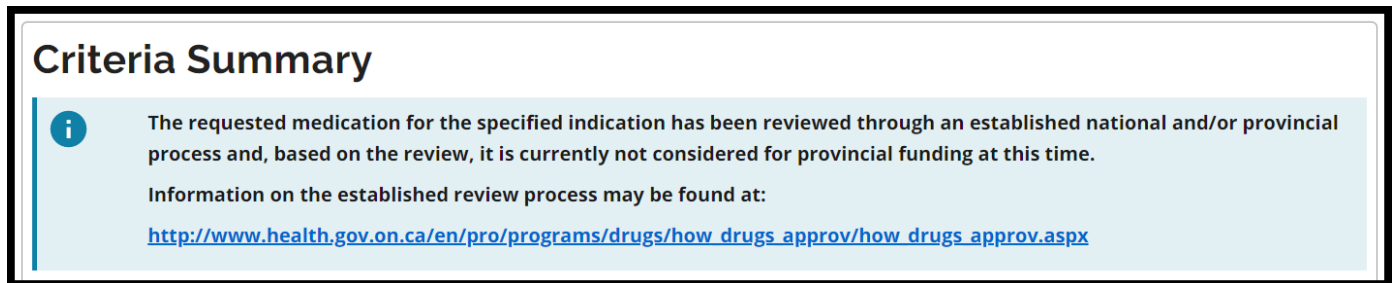 Criteria Summary
The requested medication for the specified indication has been reviewed through an established national and/or provincial
process and, based on the review, it is currently not considered for provincial funding at this time.
Information on the established review process may be found at:
http://www.health.gov.on.ca/en/pro/programs/drugs/how_drugs_approv/how_drugs_approv.aspx